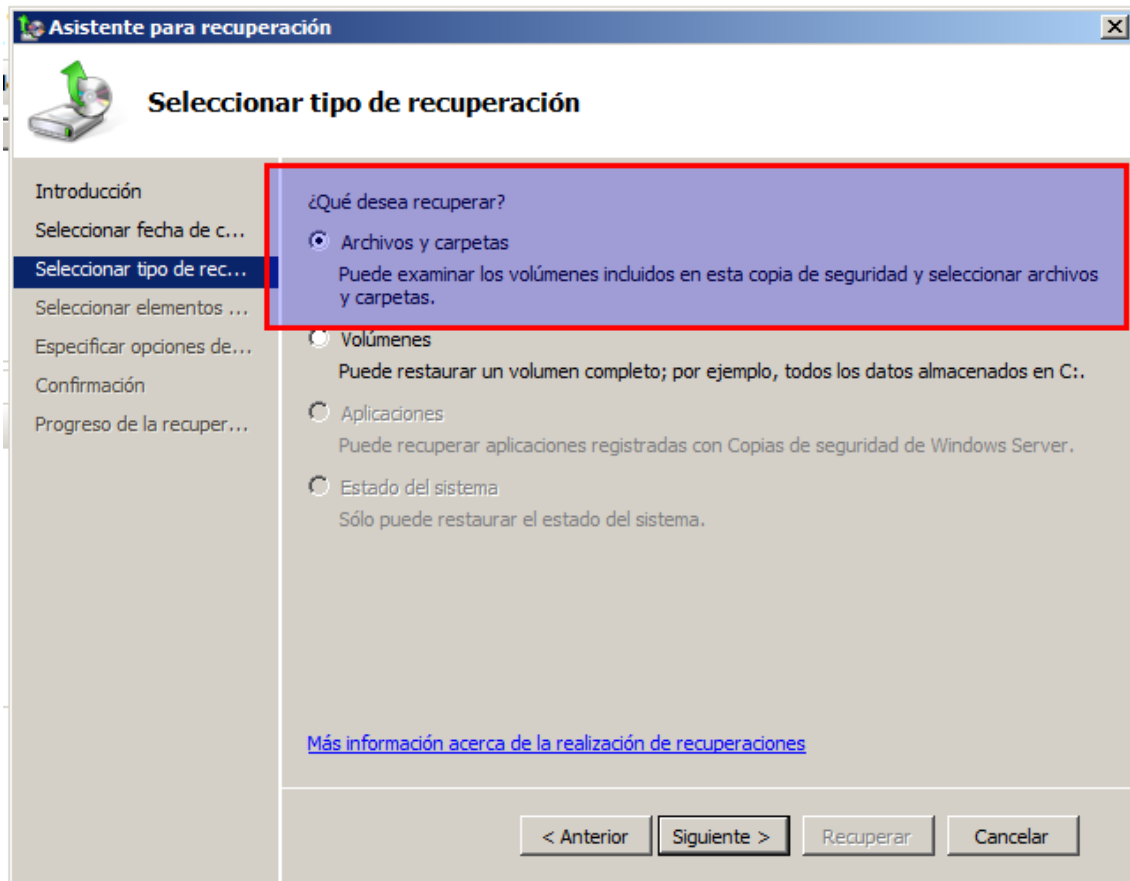 Asistente para recuperación
Seleccionar tipo de recuperación
Introducción
Seleccionar fecha de c...
Seleccionar tipo de rec...
Seleccionar elementos ...
Especificar opciones de...
Confirmación
Progreso de la recuper...
¿Qué desea recuperar?
Archivos y carpetas
Puede examinar los volúmenes incluidos en esta copia de seguridad y seleccionar archivos
y carpetas.
Volúmenes
Puede restaurar un volumen completo; por ejemplo, todos los datos almacenados en C:.
Aplicaciones
Puede recuperar aplicaciones registradas con Copias de seguridad de Windows Server.
Estado del sistema
Sólo puede restaurar el estado del sistema.
Más información acerca de la realización de recuperaciones
< Anterior
Siguiente >
Recuperar
Cancelar